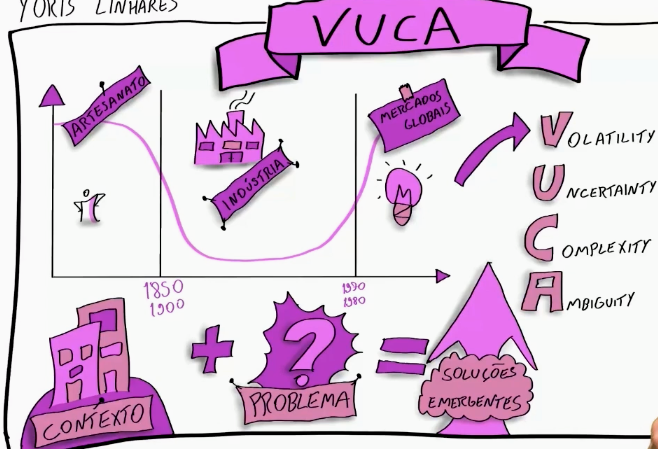 YORIS LINHARES
VUCA
ARTESANATO
INDÚSTRIA
MERCADOS
GLOBAIS
VOLATILITY
UNCERTAINTY
COMPLEXITY
AMBIGUITY
1850
1900
1990
1980
CONTEXTO
PROBLEMA
SOLUÇÕES
EMERGENTES